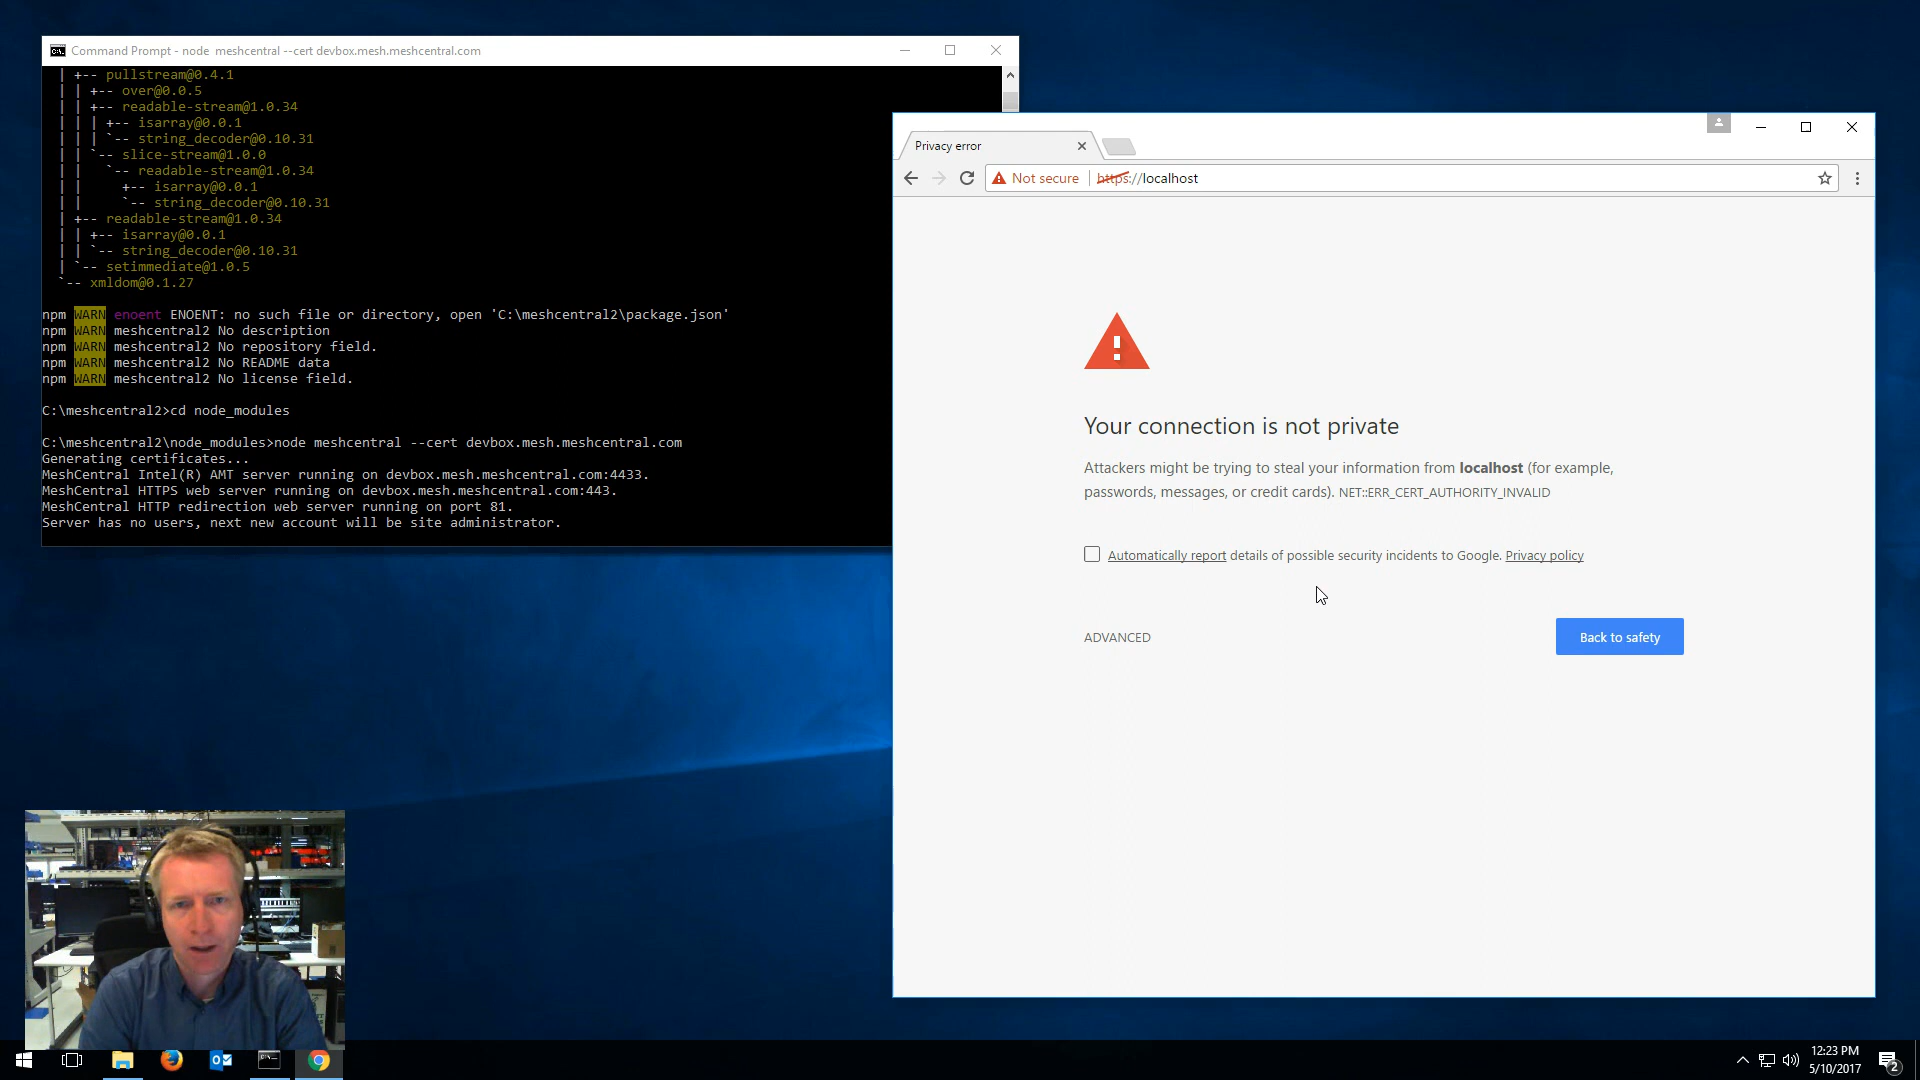 Command Prompt - node  meshcentral --cert devbox.mesh.meshcentral.com
| +-- pullstream@0.4.1
| | +-- over@0.0.5
| | +-- readable-stream@1.0.34
| | | +-- isarray@0.0.1
| | | `-- string_decoder@0.10.31
| | `-- slice-stream@1.0.0
| |   `-- readable-stream@1.0.34
| |     +-- isarray@0.0.1
| |     `-- string_decoder@0.10.31
| +-- readable-stream@1.0.34
| | +-- isarray@0.0.1
| | `-- string_decoder@0.10.31
| `-- setimmediate@1.0.5
`-- xmldom@0.1.27
npm WARN enoent ENOENT: no such file or directory, open 'C:\meshcentral2\package.json'
npm WARN meshcentral2 No description
npm WARN meshcentral2 No repository field.
npm WARN meshcentral2 No README data
npm WARN meshcentral2 No license field.
C:\meshcentral2>cd node_modules
C:\meshcentral2\node_modules>node meshcentral --cert devbox.mesh.meshcentral.com
Generating certificates...
MeshCentral Intel(R) AMT server running on devbox.mesh.meshcentral.com:4433.
MeshCentral HTTPS web server running on devbox.mesh.meshcentral.com:443.
MeshCentral HTTP redirection web server running on port 81.
Server has no users, next new account will be site administrator.
Privacy error
Not secure https://localhost
Your connection is not private
Attackers might be trying to steal your information from localhost (for example,
passwords, messages, or credit cards). NET::ERR_CERT_AUTHORITY_INVALID
Automatically report details of possible security incidents to Google. Privacy policy
ADVANCED
Back to safety
12:23 PM
5/10/2017
2